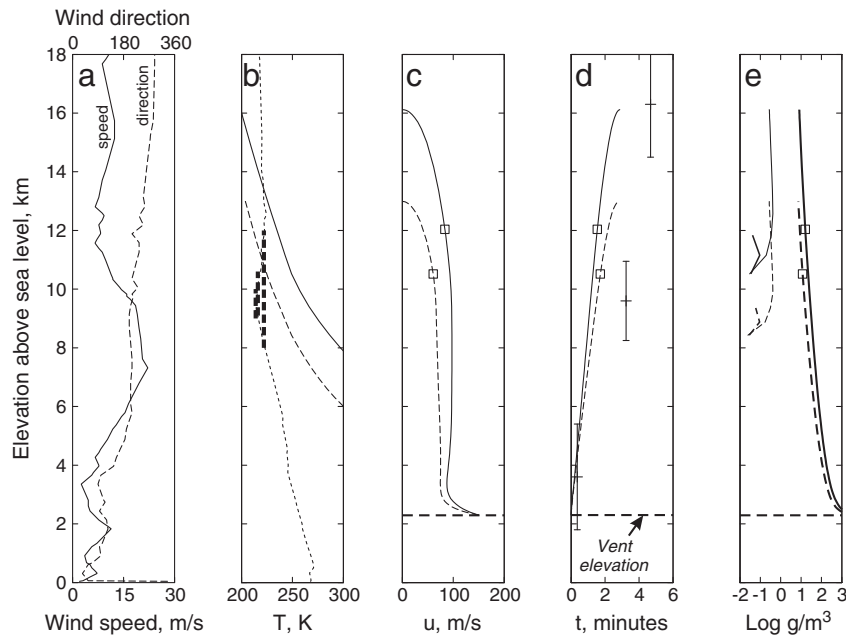 Wind direction
0 180 360
18
16
14
12
10
8
6
4
2
0
Elevation above sea level, km
a
speed
direction
0 15 30
Wind speed, m/s
b
200 250 300
T, K
c
0 100 200
u, m/s
d
Vent
elevation
0 2 4 6
t, minutes
e
-2 -1 0 1 2 3
Log g/m³